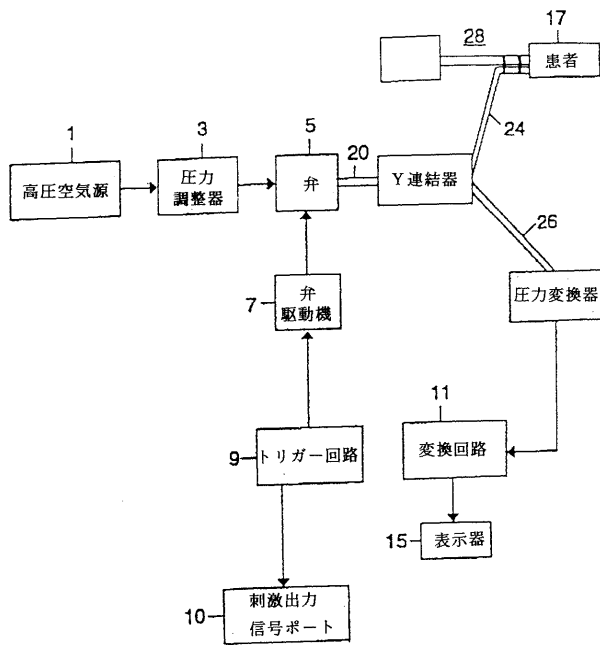 28
17
患者
24
1
高圧空気源
3
圧力
調整器
5
弁
20
Y連結器
26
圧力変換器
7
弁
駆動機
9
トリガー回路
11
変換回路
15
表示器
10
刺激出力
信号ポート